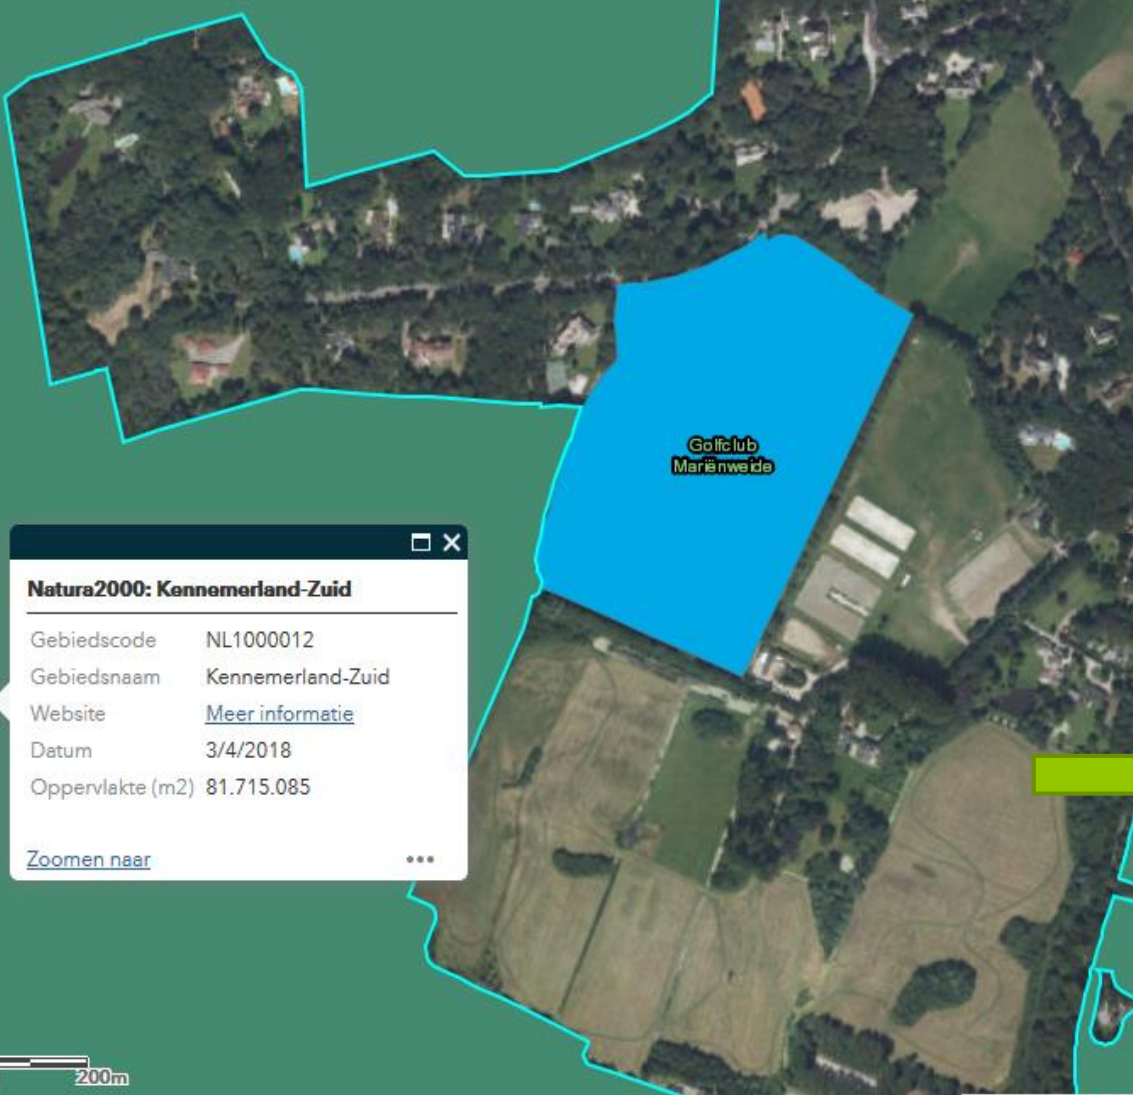 Golfclub
Mariënweide
Natura2000: Kennemerland-Zuid
Gebiedscode NL1000012
Gebiedsnaam Kennemerland-Zuid
Website Meer informatie
Datum 3/4/2018
Oppervlakte (m2) 81.715.085
Zoomen naar
200m